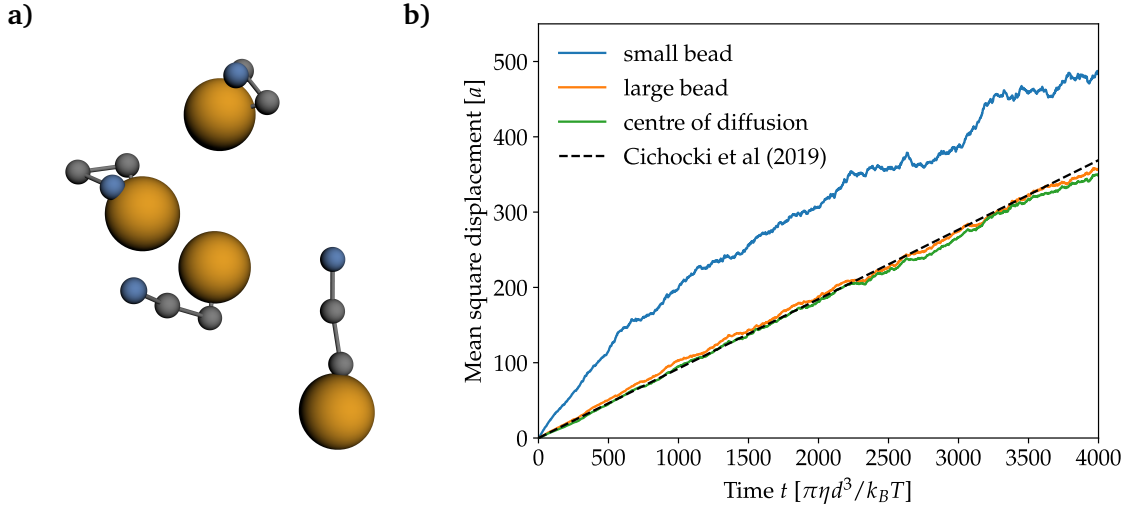 a)
b)
Mean square displacement [a]
500
400
300
200
100
0
small bead
large bead
centre of diffusion
Cichocki et al (2019)
0 500 1000 1500 2000 2500 3000 3500 4000
Time t [πηd³/k_BT]